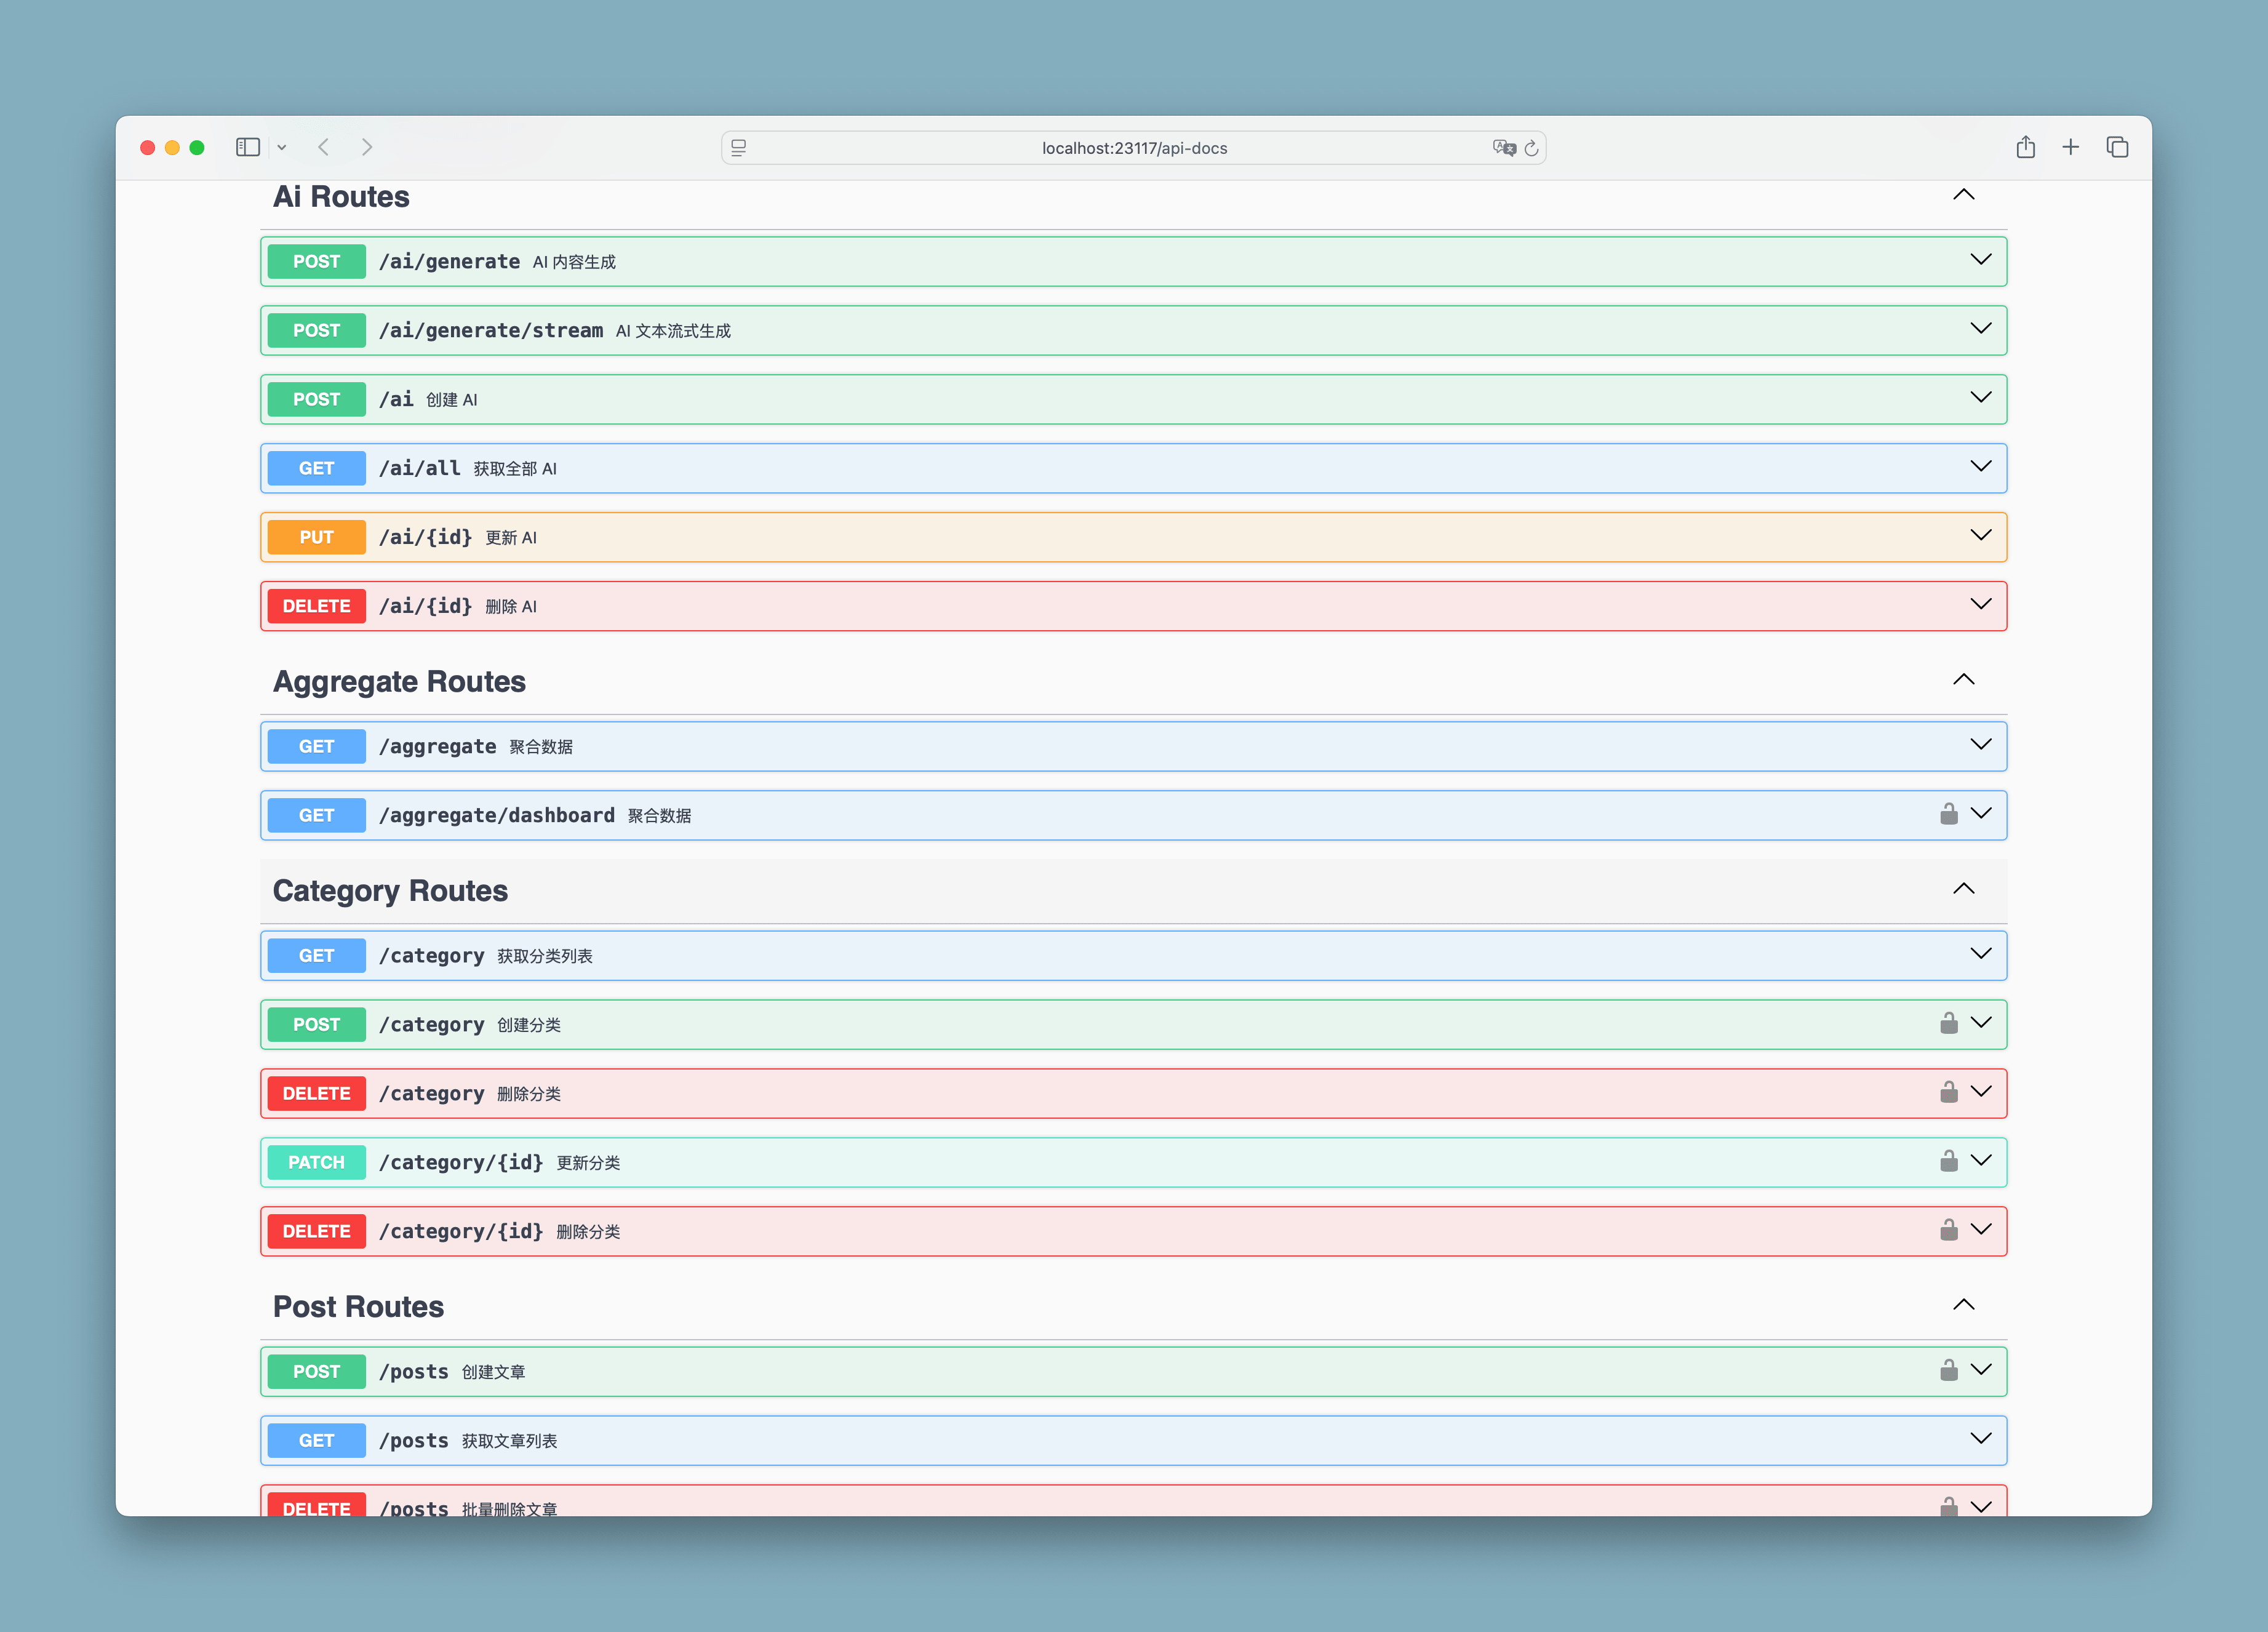 localhost:23117/api-docs
Ai Routes
POST /ai/generate AI 内容生成
POST /ai/generate/stream AI 文本流式生成
POST /ai 创建 AI
GET /ai/all 获取全部 AI
PUT /ai/{id} 更新 AI
DELETE /ai/{id} 删除 AI
Aggregate Routes
GET /aggregate 聚合数据
GET /aggregate/dashboard 聚合数据
Category Routes
GET /category 获取分类列表
POST /category 创建分类
DELETE /category 删除分类
PATCH /category/{id} 更新分类
DELETE /category/{id} 删除分类
Post Routes
POST /posts 创建文章
GET /posts 获取文章列表
DELETE /posts 批量删除文章